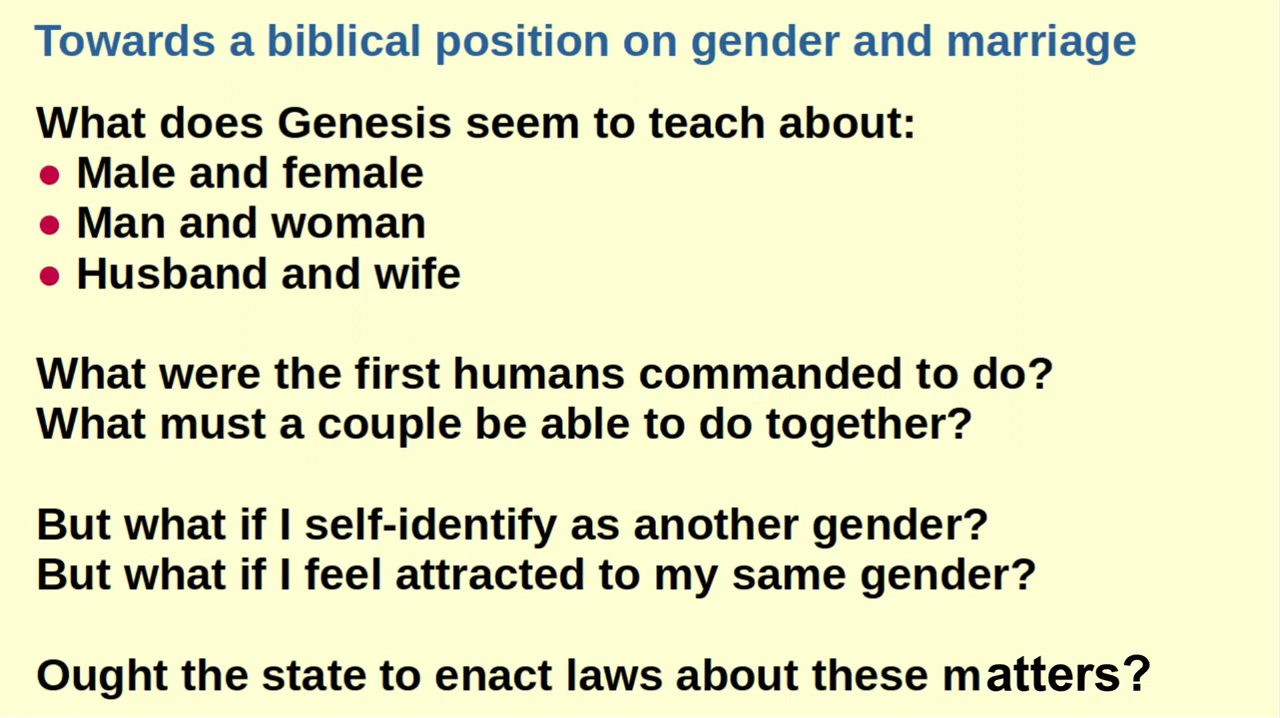 Towards a biblical position on gender and marriage
What does Genesis seem to teach about:
● Male and female
● Man and woman
● Husband and wife
What were the first humans commanded to do?
What must a couple be able to do together?
But what if I self-identify as another gender?
But what if I feel attracted to my same gender?
Ought the state to enact laws about these matters?